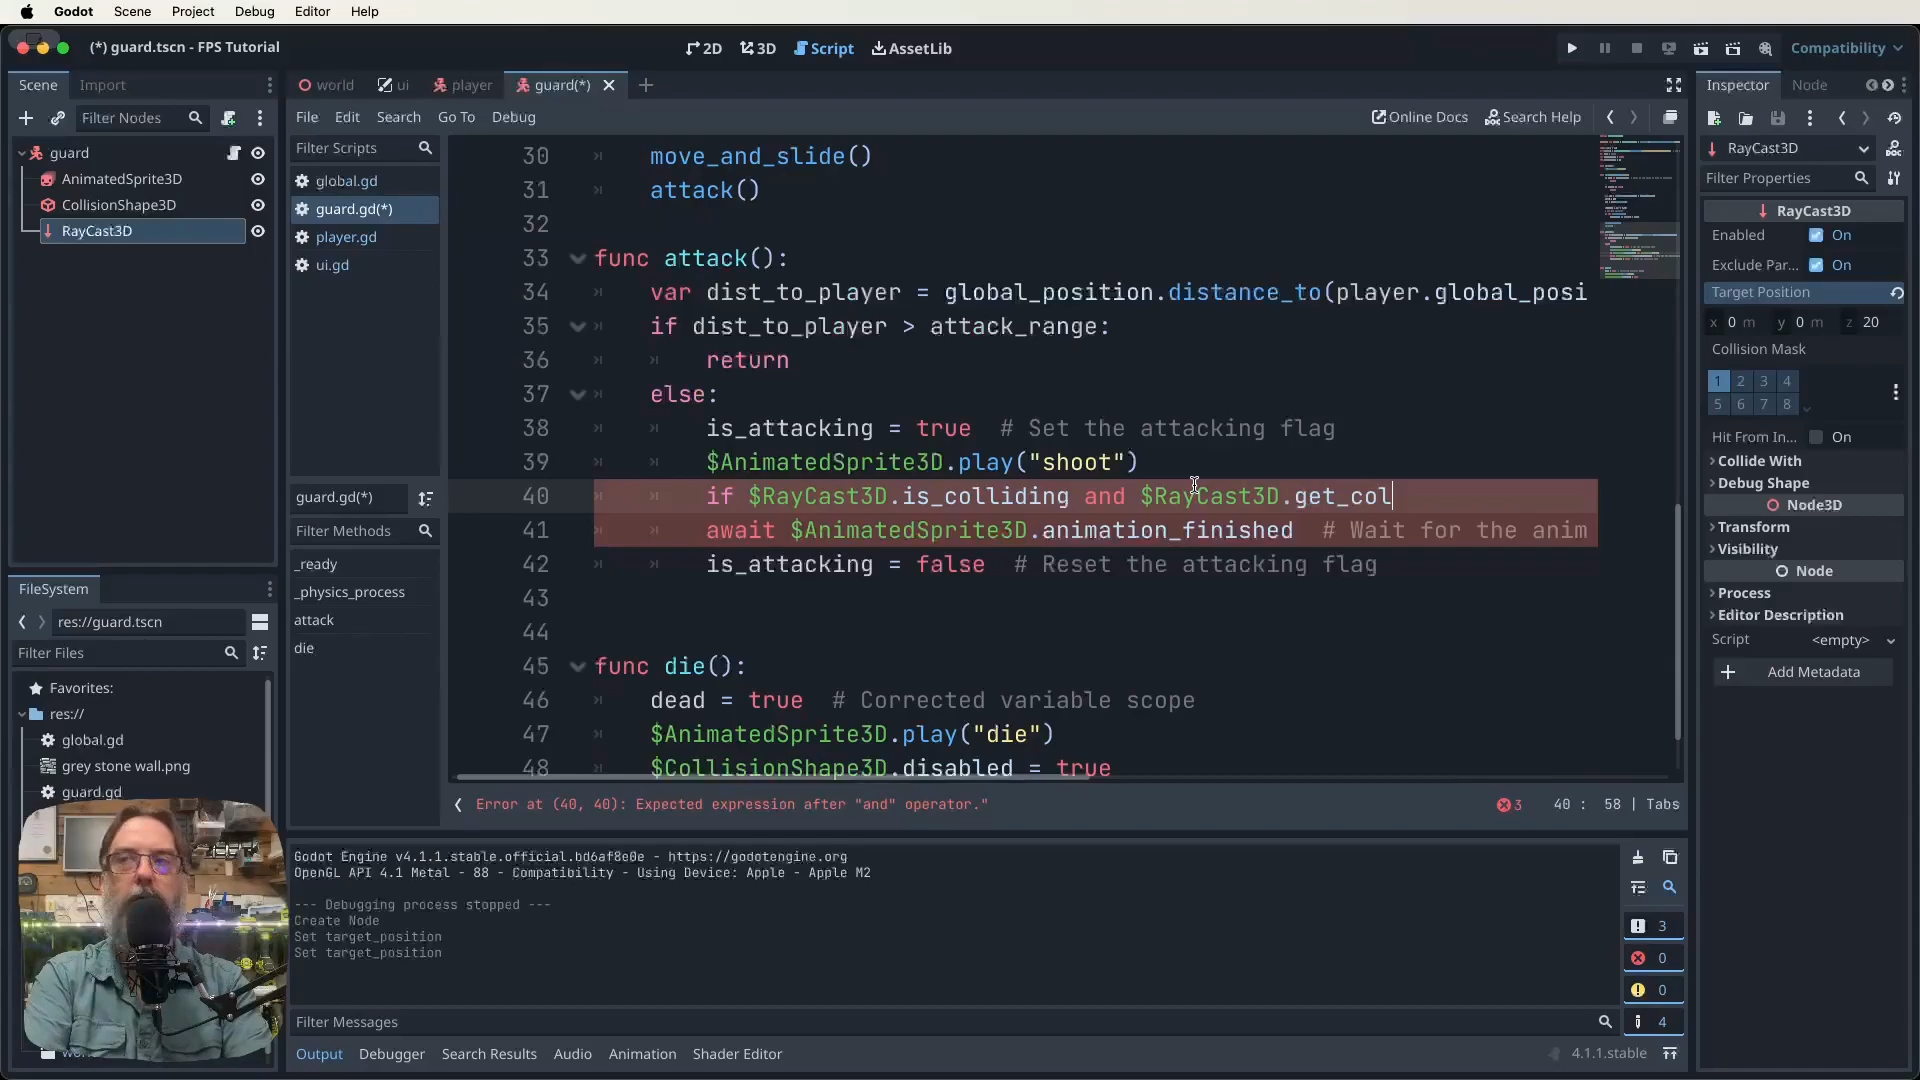 Godot Scene Project Debug Editor Help
(*) guard.tscn - FPS Tutorial
2D 3D Script AssetLib
Compatibility
Scene Import
Filter Nodes
guard
AnimatedSprite3D
CollisionShape3D
RayCast3D
FileSystem
res://guard.tscn
Filter Files
Favorites:
res://
global.gd
grey stone wall.png
guard.gd
world ui player guard(*)
File Edit Search Go To Debug
Online Docs Search Help
Filter Scripts
global.gd
guard.gd(*)
player.gd
ui.gd
guard.gd(*)
Filter Methods
_ready
_physics_process
attack
die
30 move_and_slide()
31 attack()
32
33 func attack():
34 var dist_to_player = global_position.distance_to(player.global_posi
35 if dist_to_player > attack_range:
36 return
37 else:
38 is_attacking = true # Set the attacking flag
39 $AnimatedSprite3D.play("shoot")
40 if $RayCast3D.is_colliding and $RayCast3D.get_col
41 await $AnimatedSprite3D.animation_finished # Wait for the anim
42 is_attacking = false # Reset the attacking flag
43
44
45 func die():
46 dead = true # Corrected variable scope
47 $AnimatedSprite3D.play("die")
48 $CollisionShape3D.disabled = true
Error at (40, 40): Expected expression after "and" operator."
3 40 : 58 | Tabs
Godot Engine v4.1.1.stable.official.bd6af8e0e - https://godotengine.org
OpenGL API 4.1 Metal - 88 - Compatibility - Using Device: Apple - Apple M2
--- Debugging process stopped ---
Create Node
Set target_position
Set target_position
3
0
0
4
Filter Messages
Output Debugger Search Results Audio Animation Shader Editor
4.1.1.stable
Inspector Node
RayCast3D
Filter Properties
RayCast3D
Enabled On
Exclude Par... On
Target Position
x 0 m y 0 m z 20
Collision Mask
1 2 3 4
5 6 7 8
Hit From In... On
Collide With
Debug Shape
Node3D
Transform
Visibility
Node
Process
Editor Description
Script <empty>
Add Metadata